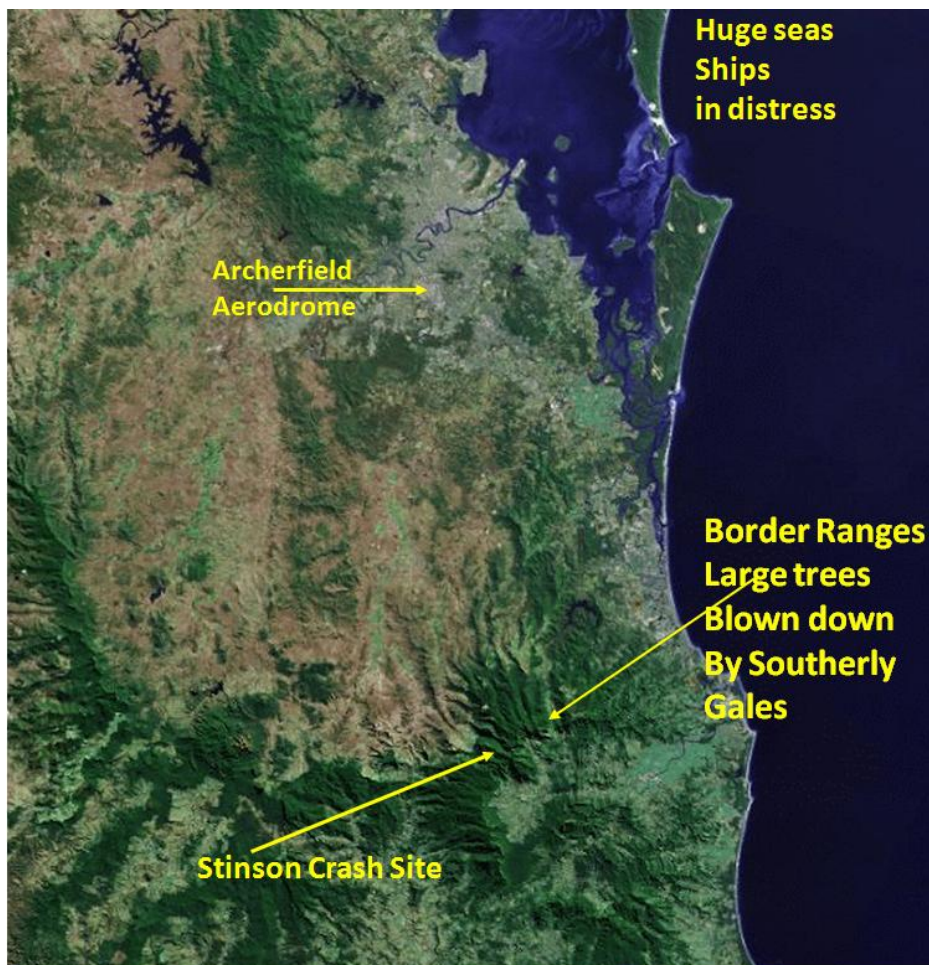 Huge seas
Ships
in distress
Archerfield
Aerodrome
Border Ranges
Large trees
Blown down
By Southerly
Gales
Stinson Crash Site